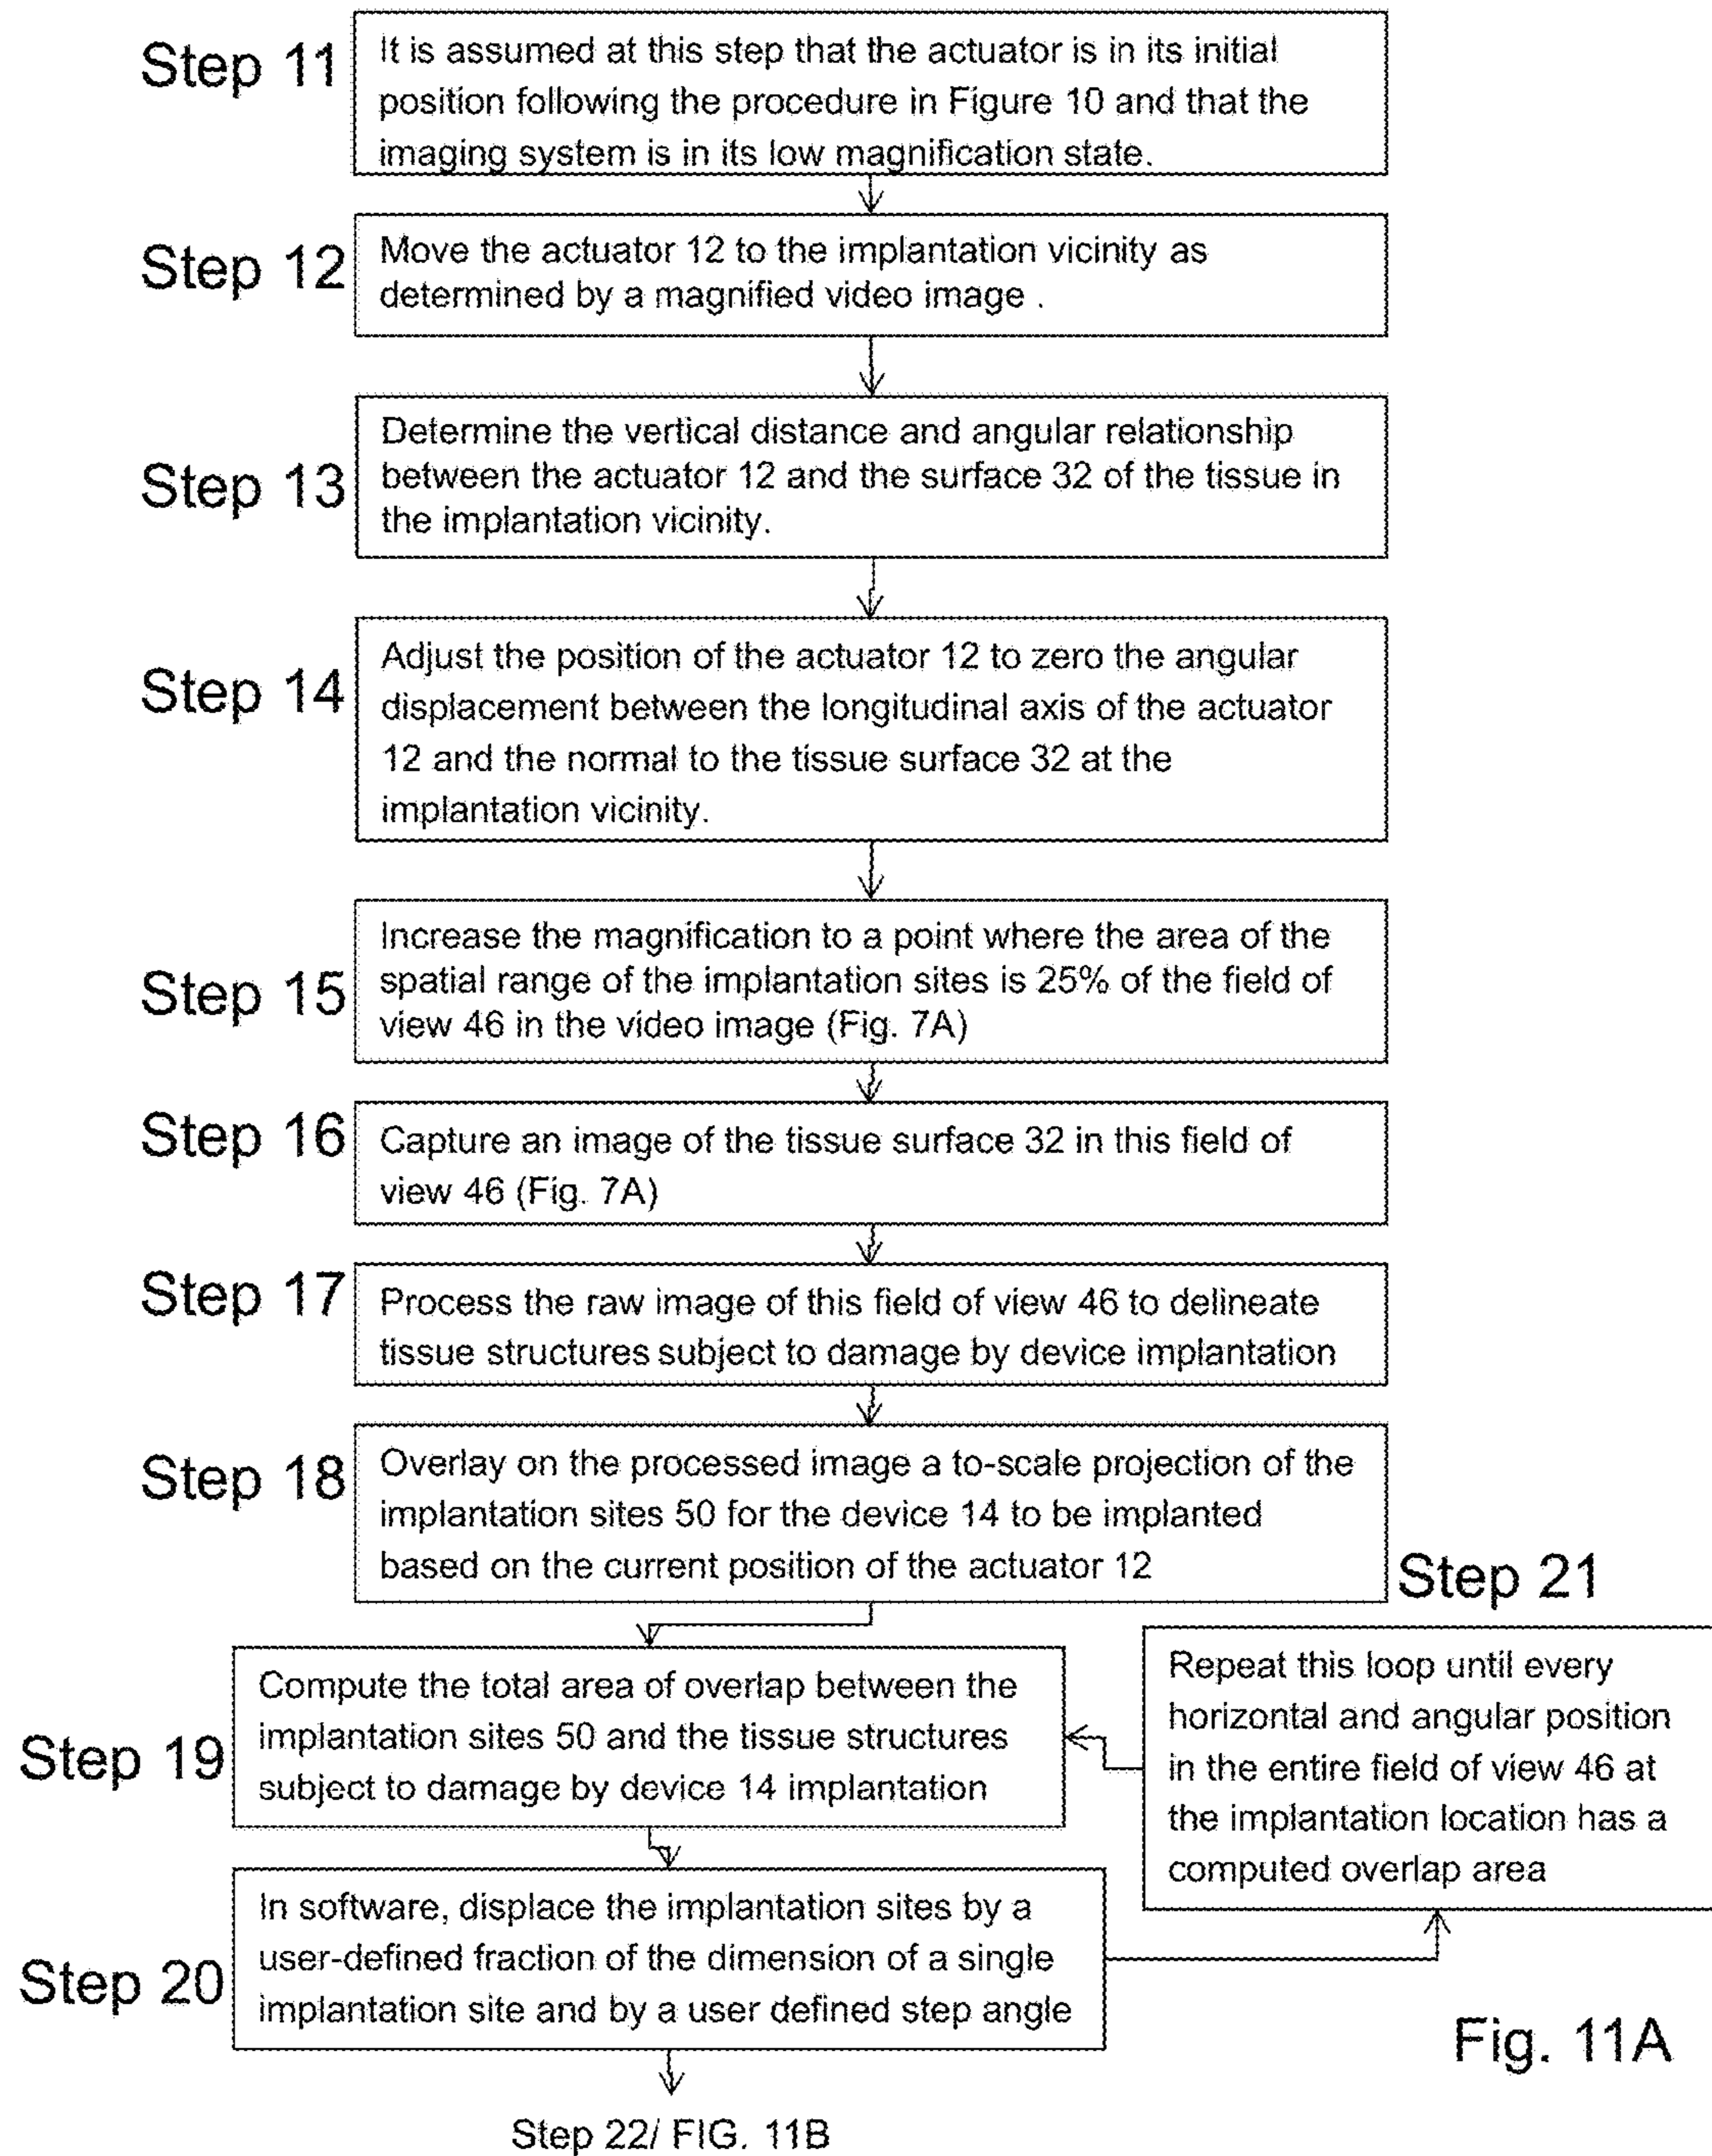 Step 11
It is assumed at this step that the actuator is in its initial
position following the procedure in Figure 10 and that the
imaging system is in its low magnification state.
Step 12
Move the actuator 12 to the implantation vicinity as
determined by a magnified video image .
Step 13
Determine the vertical distance and angular relationship
between the actuator 12 and the surface 32 of the tissue in
the implantation vicinity.
Step 14
Adjust the position of the actuator 12 to zero the angular
displacement between the longitudinal axis of the actuator
12 and the normal to the tissue surface 32 at the
implantation vicinity.
Step 15
Increase the magnification to a point where the area of the
spatial range of the implantation sites is 25% of the field of
view 46 in the video image (Fig. 7A)
Step 16
Capture an image of the tissue surface 32 in this field of
view 46 (Fig. 7A)
Step 17
Process the raw image of this field of view 46 to delineate
tissue structures subject to damage by device implantation
Step 18
Overlay on the processed image a to-scale projection of the
implantation sites 50 for the device 14 to be implanted
based on the current position of the actuator 12
Step 19
Compute the total area of overlap between the
implantation sites 50 and the tissue structures
subject to damage by device 14 implantation
Step 20
In software, displace the implantation sites by a
user-defined fraction of the dimension of a single
implantation site and by a user defined step angle
Step 21
Repeat this loop until every
horizontal and angular position
in the entire field of view 46 at
the implantation location has a
computed overlap area
Step 22/ FIG. 11B
Fig. 11A